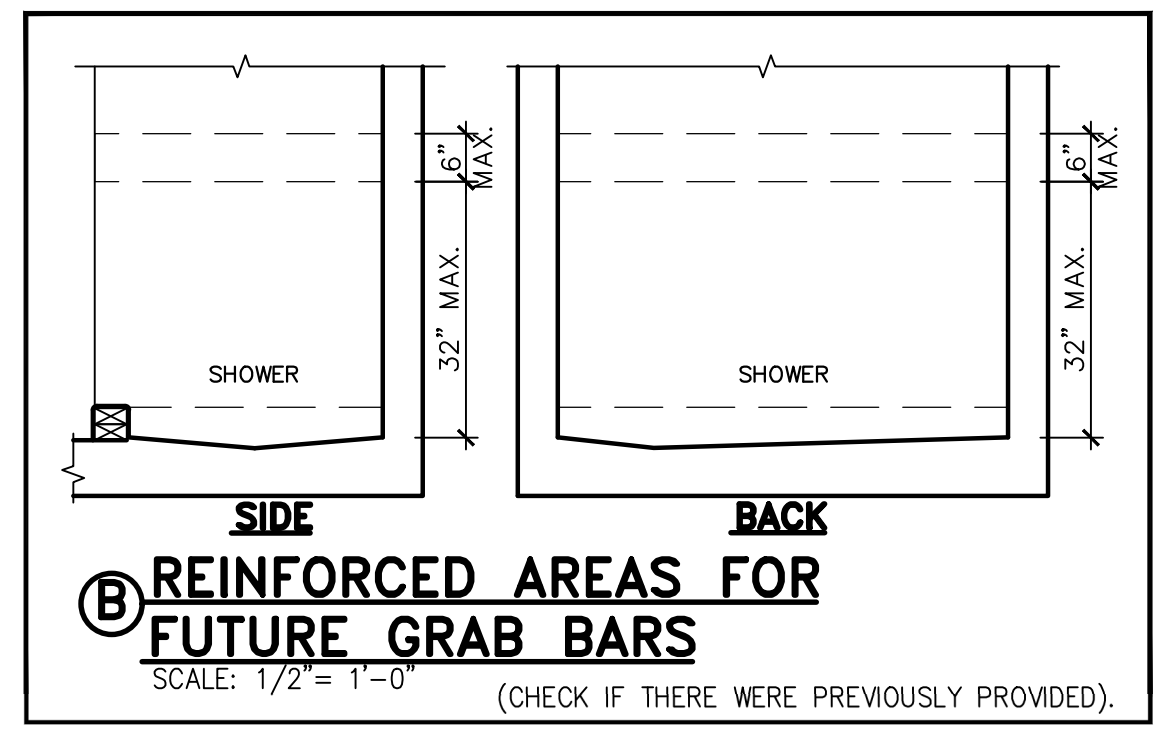 6" MAX.
32" MAX.
SHOWER
SIDE
6" MAX.
32" MAX.
SHOWER
BACK
B
REINFORCED AREAS FOR
FUTURE GRAB BARS
SCALE: 1/2"= 1'-0"
(CHECK IF THERE WERE PREVIOUSLY PROVIDED).